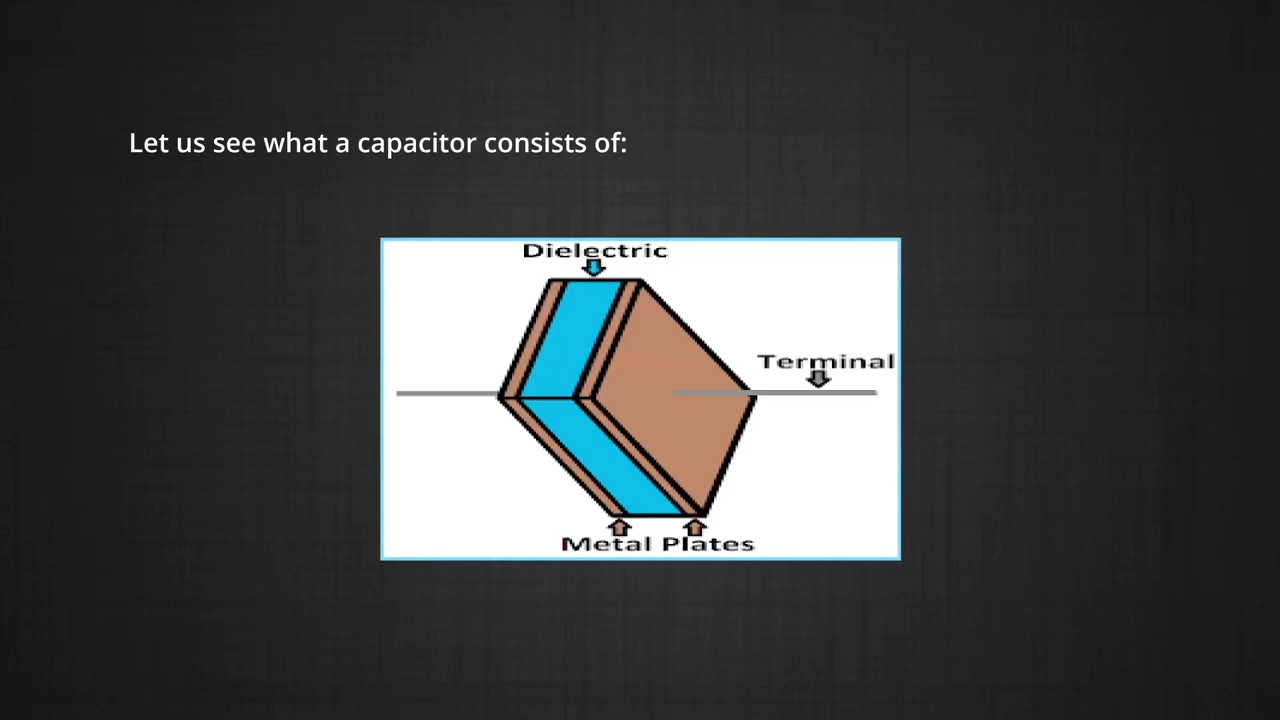 Let us see what a capacitor consists of:
Dielectric
Terminal
Metal Plates